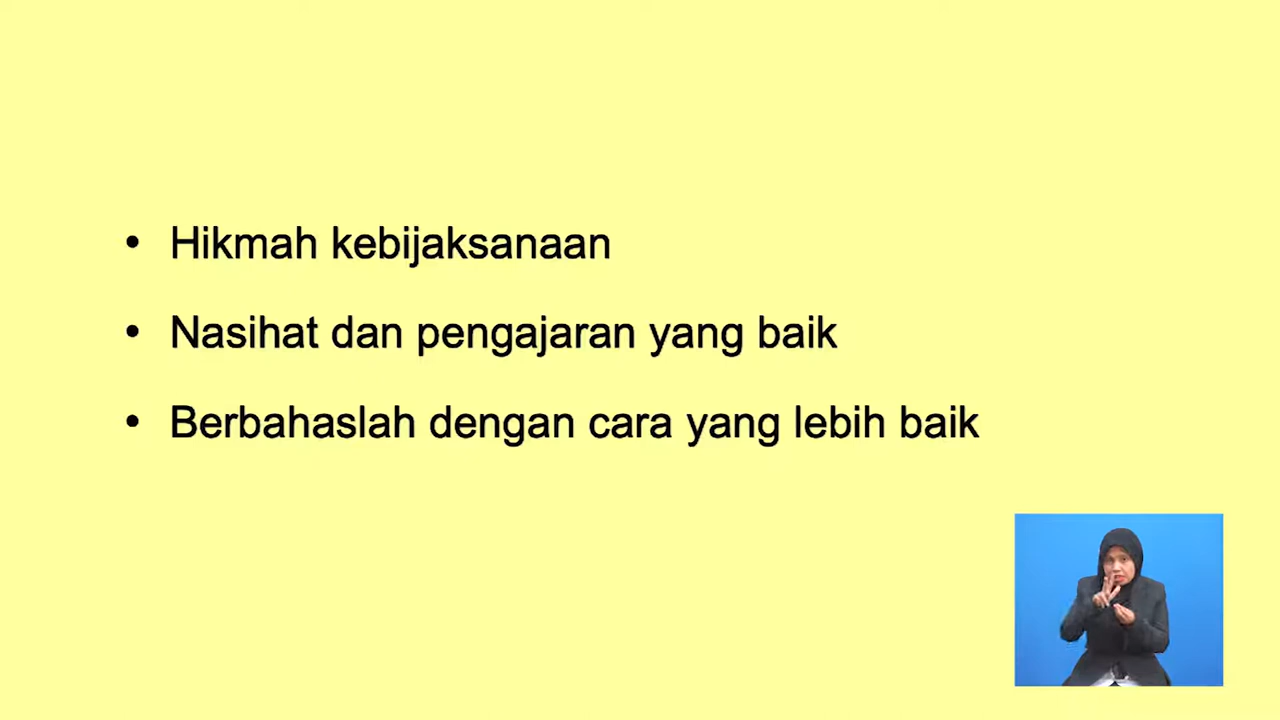 • Hikmah kebijaksanaan
• Nasihat dan pengajaran yang baik
• Berbahaslah dengan cara yang lebih baik